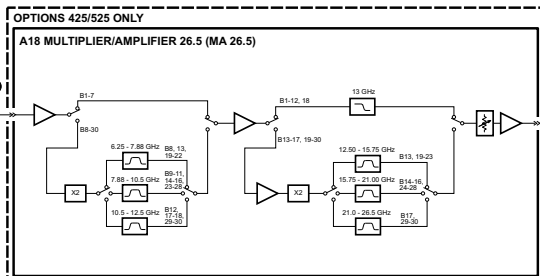 OPTIONS 425/525 ONLY
A18 MULTIPLIER/AMPLIFIER 26.5 (MA 26.5)
B1-7
B8-30
X2
6.25 - 7.88 GHz
B8, 13,
19-22
7.88 - 10.5 GHz
B9-11,
14-16,
23-28
10.5 - 12.5 GHz
B12,
17-18,
29-30
B1-12, 18
13 GHz
B13-17, 19-30
X2
12.50 - 15.75 GHz
B13, 19-23
15.75 - 21.00 GHz
B14-16,
24-28
21.0 - 26.5 GHz
B17,
29-30